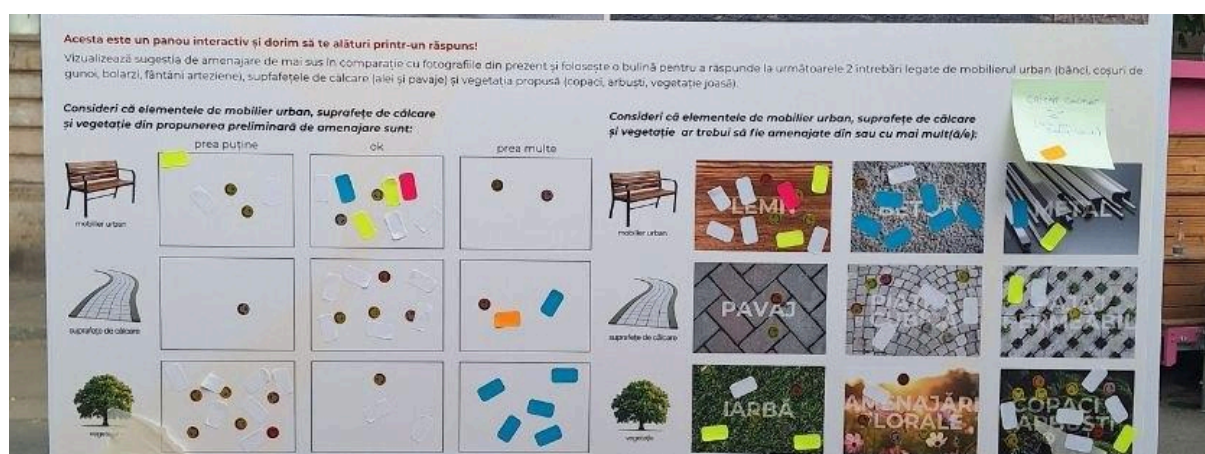 Acesta este un panou interactiv și dorim să te alături printr-un răspuns!
Vizualizează sugestia de amenajare de mai sus în comparație cu fotografiile din prezent și folosește o bulină pentru a răspunde la următoarele 2 întrebări legate de mobilierul urban (bănci, coșuri de
gunoi, bolarzi, fântâni arteziene), supfafețele de călcare (alei și pavaje) și vegetația propusă (copaci, arbuști, vegetație joasă).
Consideri că elementele de mobilier urban, suprafețe de călcare
și vegetație din propunerea preliminară de amenajare sunt:
prea puține
ok
prea multe
mobilier urban
suprafețe de călcare
vegetație
Consideri că elementele de mobilier urban, suprafețe de călcare
și vegetație ar trebui să fie amenajate din sau cu mai mult(ă/e):
mobilier urban
LEMN
BETON
METAL
suprafețe de călcare
PAVAJ
PIATRĂ
CUBICĂ
vegetație
IARBĂ
AMENAJĂRI
FLORALE
COPACI
ARBUȘTI